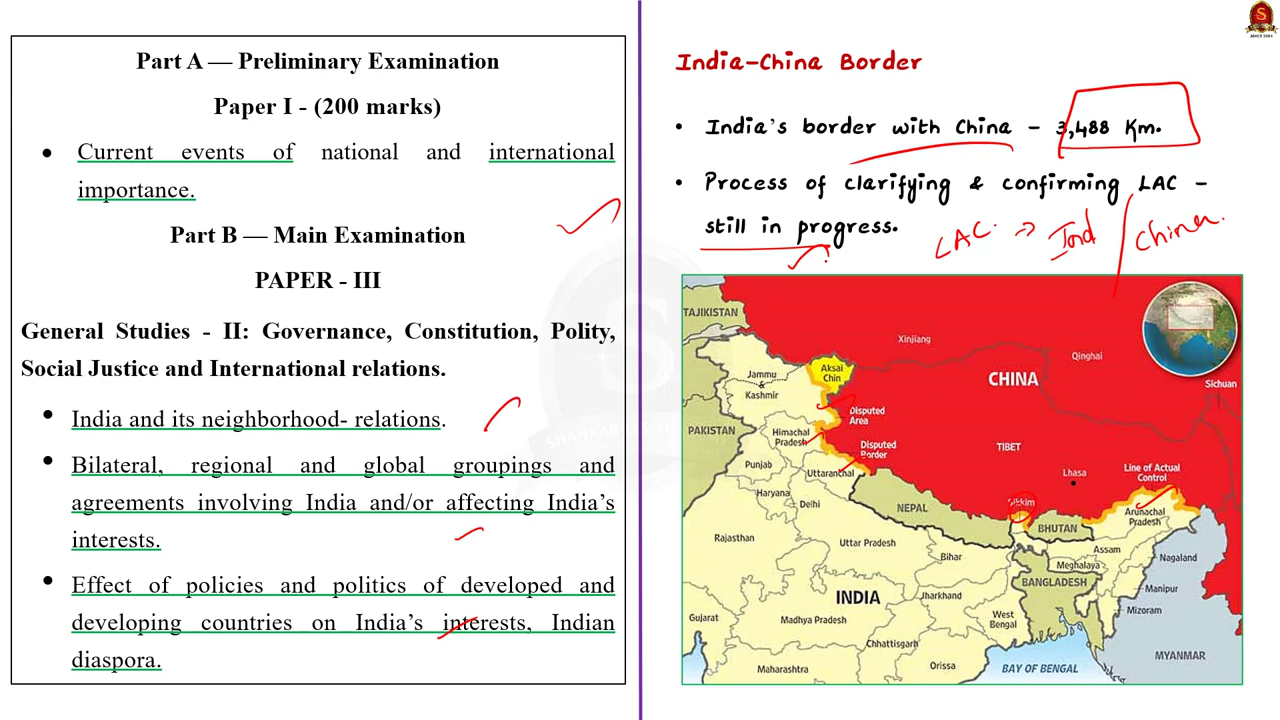 Part A — Preliminary Examination
Paper I - (200 marks)
• Current events of national and international
importance.
Part B — Main Examination
PAPER - III
General Studies - II: Governance, Constitution, Polity,
Social Justice and International relations.
• India and its neighborhood- relations.
• Bilateral, regional and global groupings and
agreements involving India and/or affecting India's
interests.
• Effect of policies and politics of developed and
developing countries on India's interests, Indian
diaspora.
S
SINCE 2004
India-China Border
• India's border with China - 3,488 Km.
• Process of clarifying & confirming LAC -
still in progress.
LAC ⇒ Ind / China
TAJIKISTAN
Xinjiang
Qinghai
Sichuan
Aksai
Chin
CHINA
Jammu
&
Kashmir
Disputed
Area
PAKISTAN
Himachal
Pradesh
Disputed
Border
TIBET
Punjab
Uttaranchal
Lhasa
Line of Actual
Control
Haryana
Delhi
NEPAL
Sikkim
BHUTAN
Arunachal
Pradesh
Rajasthan
Uttar Pradesh
Bihar
Assam
Nagaland
Meghalaya
BANGLADESH
INDIA
Jharkhand
Manipur
Gujarat
Madhya Pradesh
West
Bengal
Mizoram
Chhattisgarh
MYANMAR
Maharashtra
Orissa
BAY OF BENGAL